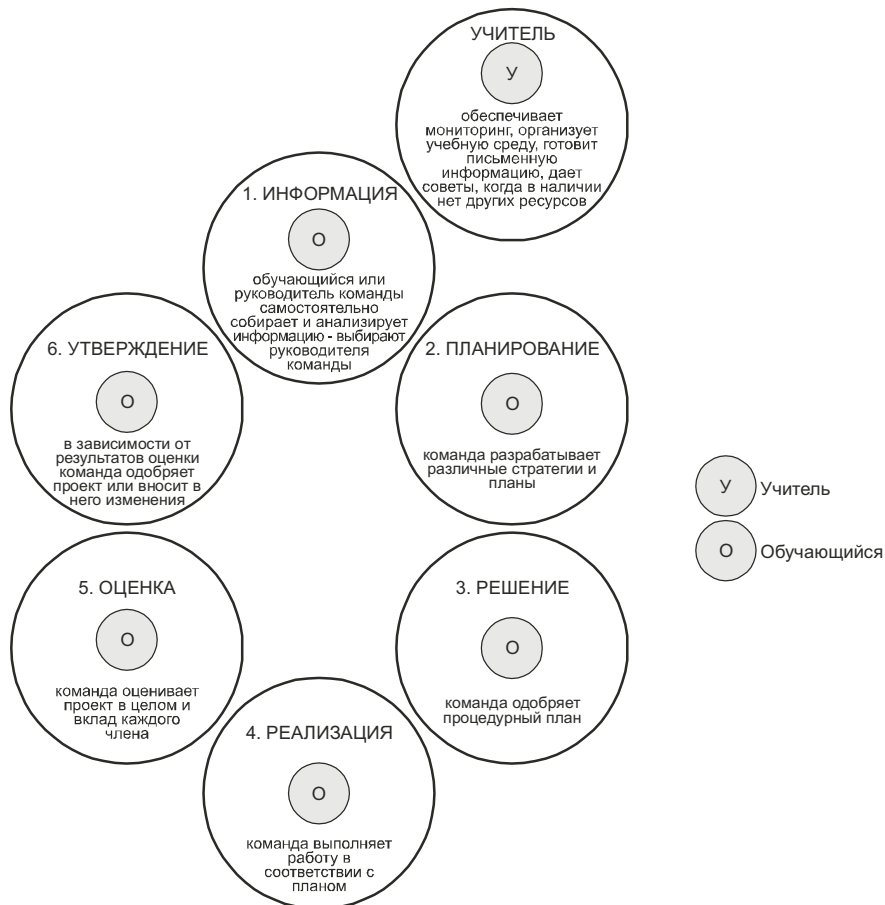 УЧИТЕЛЬ
У
обеспечивает
мониторинг, организует
учебную среду, готовит
письменную
информацию, дает
советы, когда в наличии
нет других ресурсов
1. ИНФОРМАЦИЯ
О
обучающийся или
руководитель команды
самостоятельно
собирает и анализирует
информацию - выбирают
руководителя
команды
2. ПЛАНИРОВАНИЕ
О
команда разрабатывает
различные стратегии и
планы
3. РЕШЕНИЕ
О
команда одобряет
процедурный план
4. РЕАЛИЗАЦИЯ
О
команда выполняет
работу в
соответствии с
планом
5. ОЦЕНКА
О
команда оценивает
проект в целом и
вклад каждого
члена
6. УТВЕРЖДЕНИЕ
О
в зависимости от
результатов оценки
команда одобряет
проект или вносит в
него изменения
У Учитель
О Обучающийся